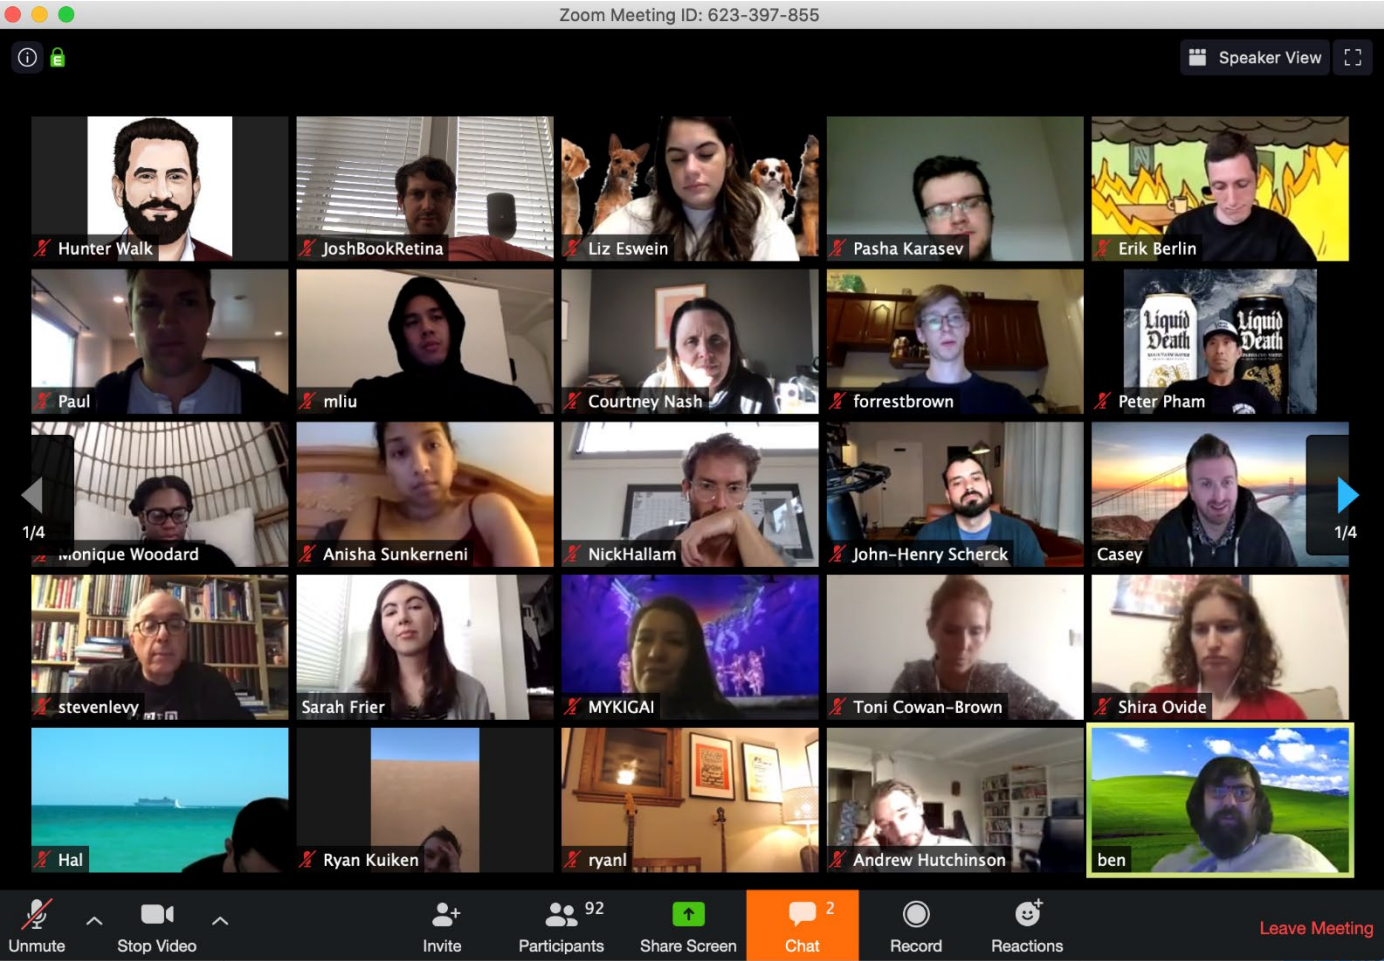 Zoom Meeting ID: 623-397-855
Speaker View
Hunter Walk
JoshBookRetina
Liz Eswein
Pasha Karasev
Erik Berlin
Liquid Death
Liquid Death
Paul
mliu
Courtney Nash
forrestbrown
Peter Pham
1/4
1/4
Monique Woodard
Anisha Sunkerneni
NickHallam
John-Henry Scherck
Casey
stevenlevy
Sarah Frier
MYKIGAI
Toni Cowan-Brown
Shira Ovide
Hal
Ryan Kuiken
ryanl
Andrew Hutchinson
ben
92
2
Unmute
Stop Video
Invite
Participants
Share Screen
Chat
Record
Reactions
Leave Meeting